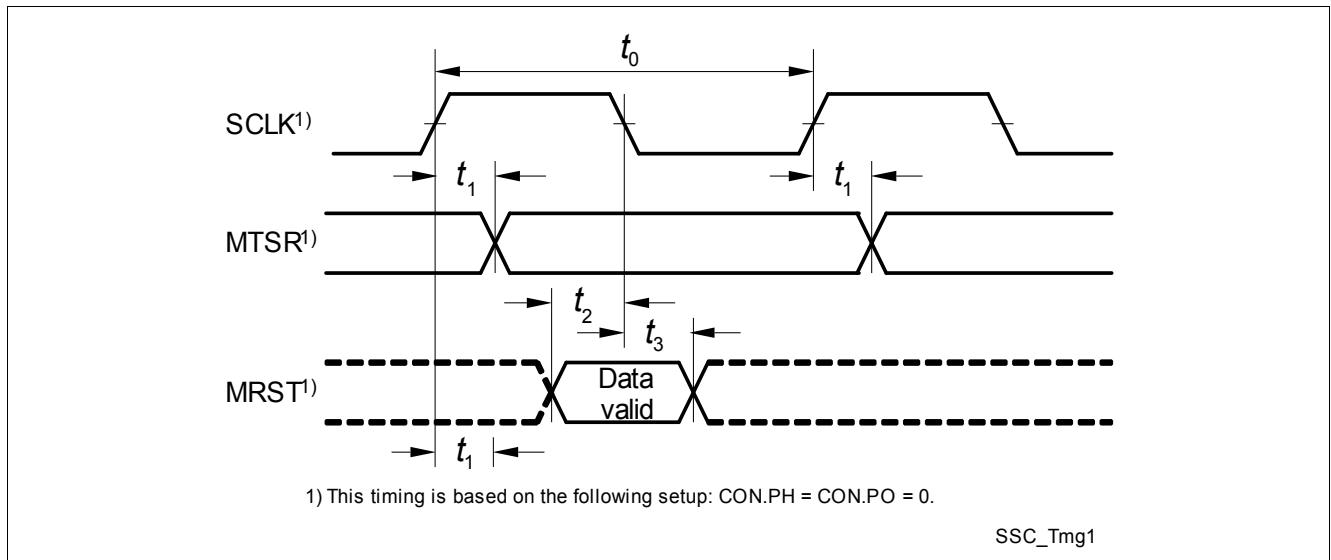 t₀
SCLK¹⁾
t₁
t₁
MTSR¹⁾
t₂
t₃
MRST¹⁾
Data
valid
t₁
1) This timing is based on the following setup: CON.PH = CON.PO = 0.
SSC_Tmg1